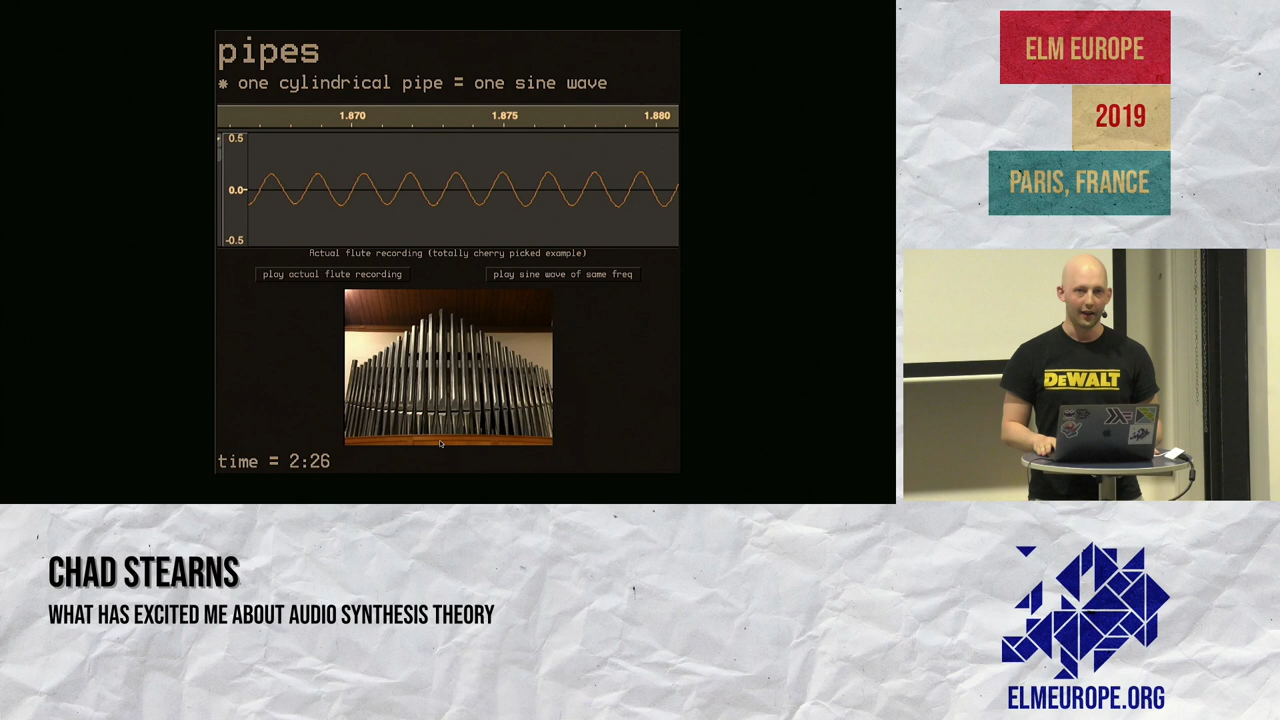 pipes
* one cylindrical pipe = one sine wave
1.870 1.875 1.880
0.5
0.0
-0.5
Actual flute recording (totally cherry picked example)
play actual flute recording
play sine wave of same freq
time = 2:26
ELM EUROPE
2019
PARIS, FRANCE
DEWALT
CHAD STEARNS
WHAT HAS EXCITED ME ABOUT AUDIO SYNTHESIS THEORY
ELMEUROPE.ORG